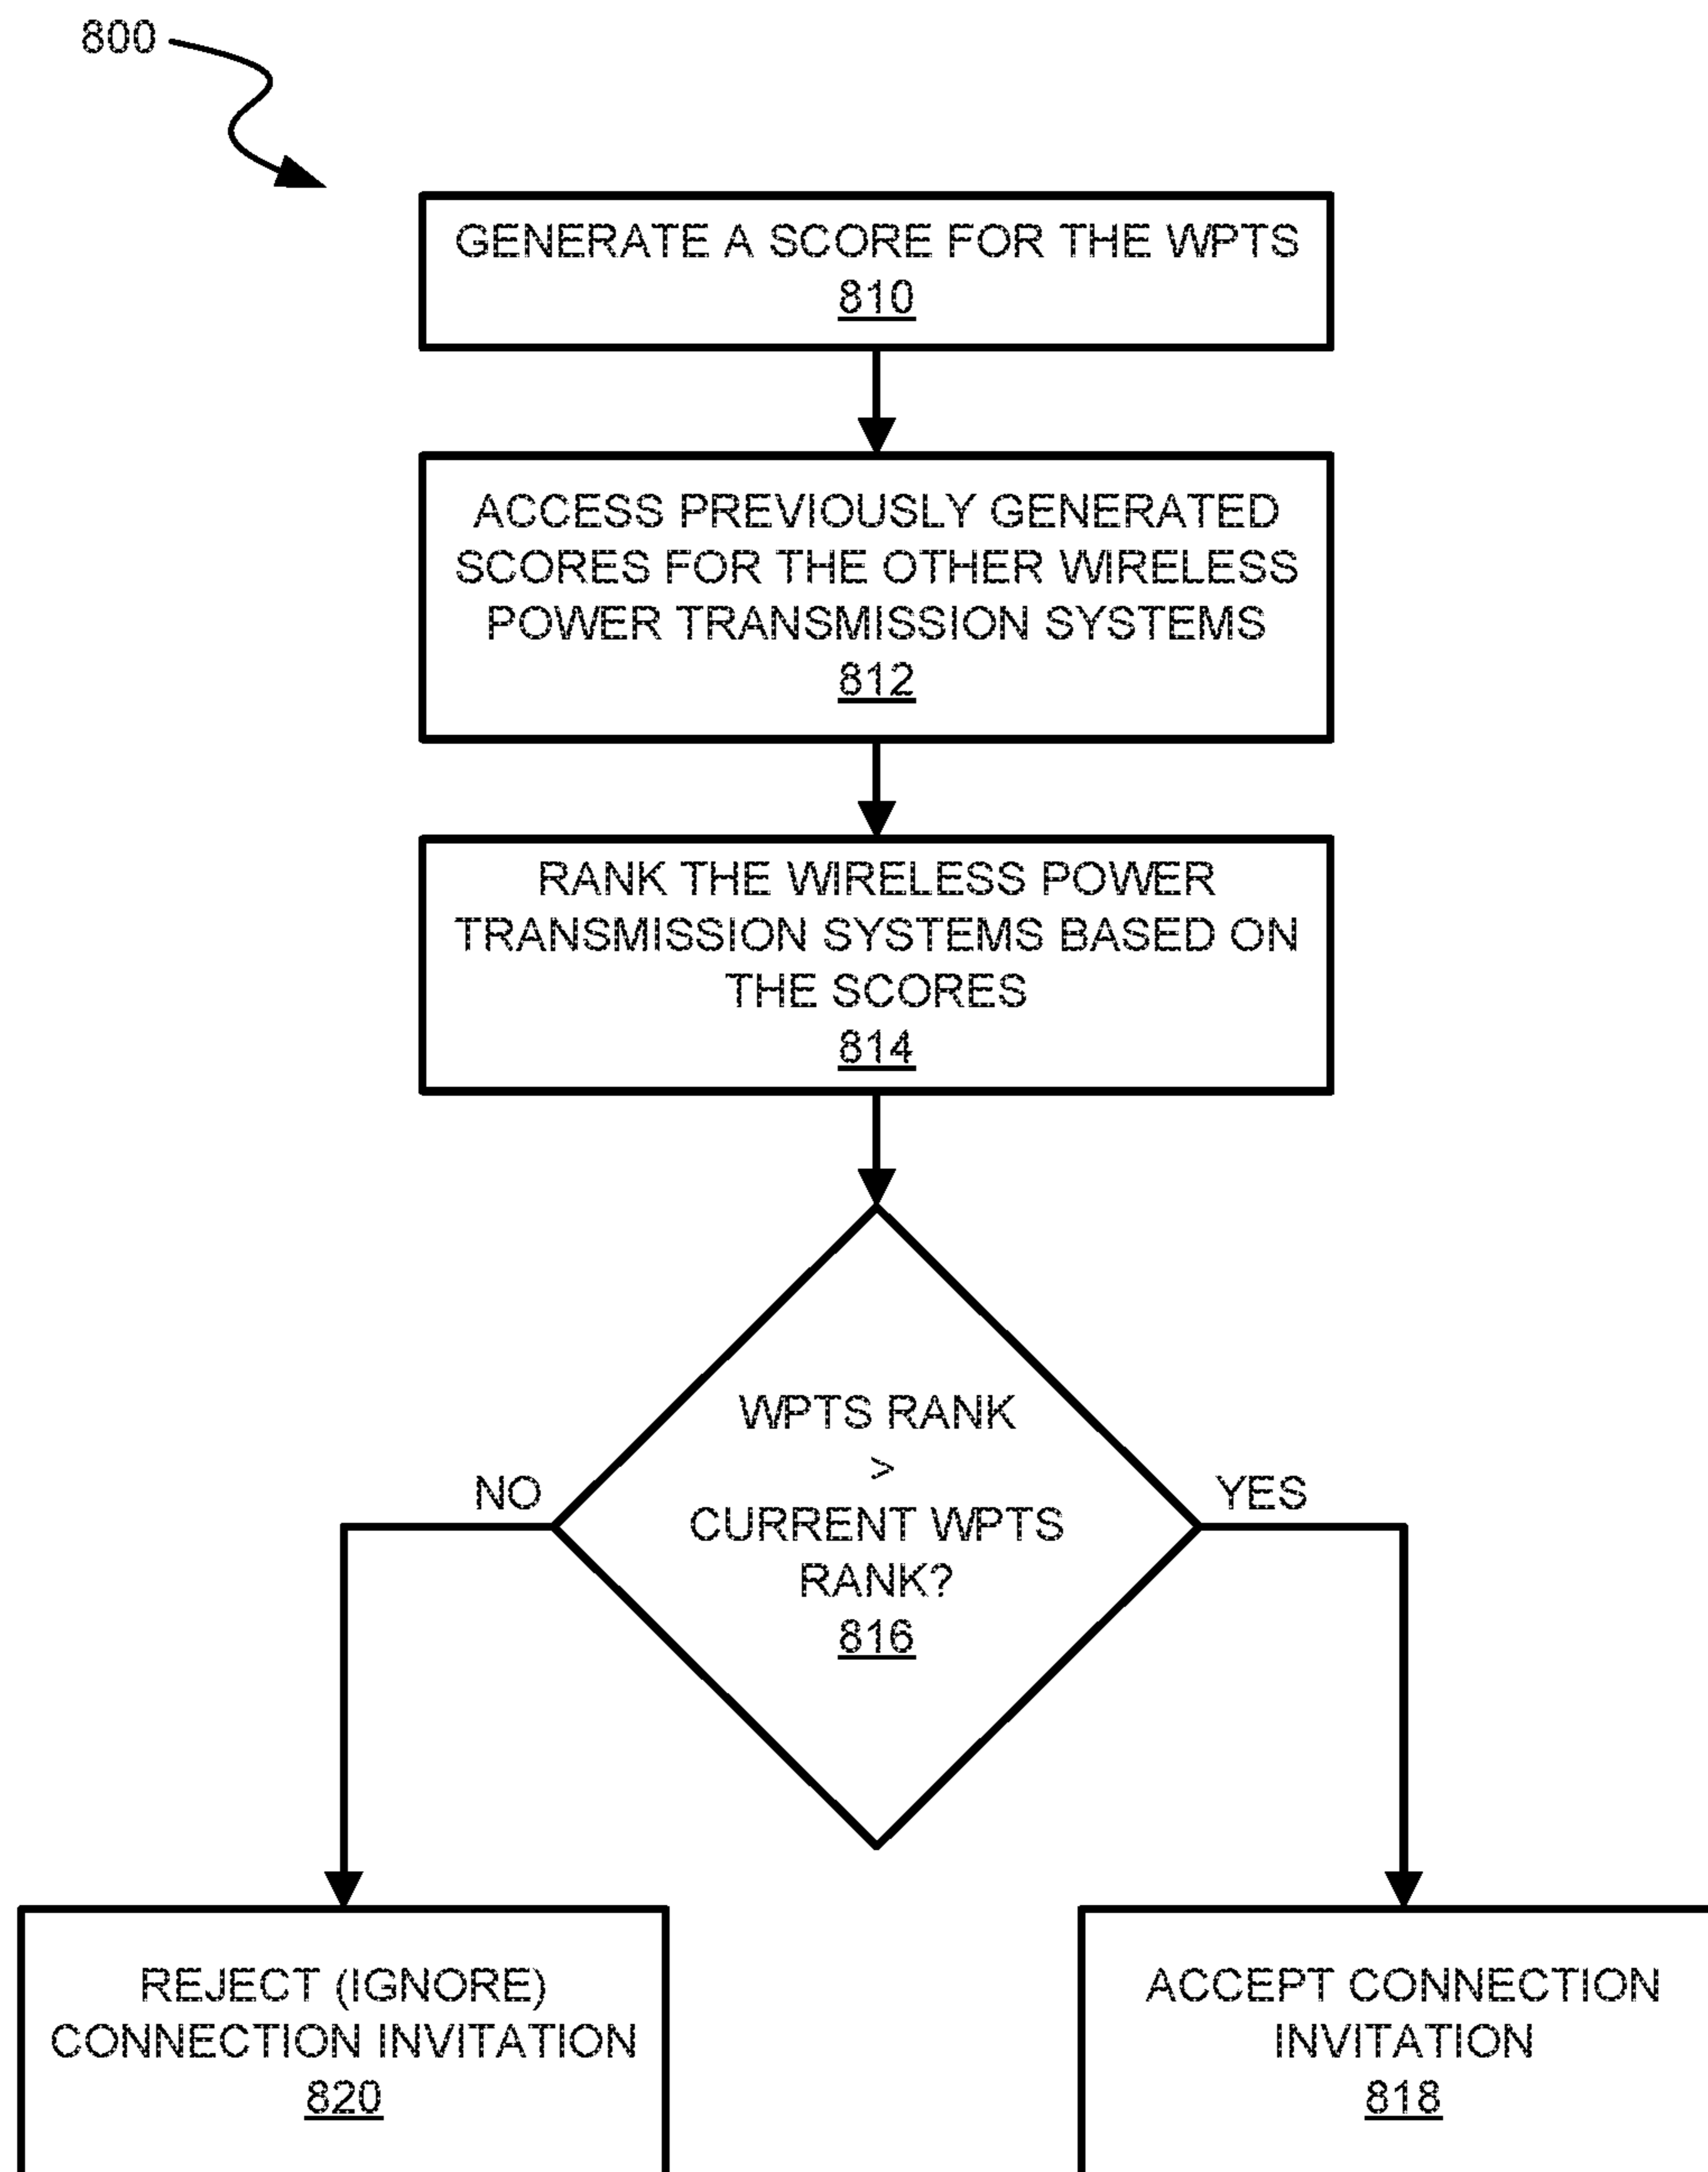 800
GENERATE A SCORE FOR THE WPTS
810
ACCESS PREVIOUSLY GENERATED
SCORES FOR THE OTHER WIRELESS
POWER TRANSMISSION SYSTEMS
812
RANK THE WIRELESS POWER
TRANSMISSION SYSTEMS BASED ON
THE SCORES
814
WPTS RANK
>
CURRENT WPTS
RANK?
816
NO
YES
REJECT (IGNORE)
CONNECTION INVITATION
820
ACCEPT CONNECTION
INVITATION
818